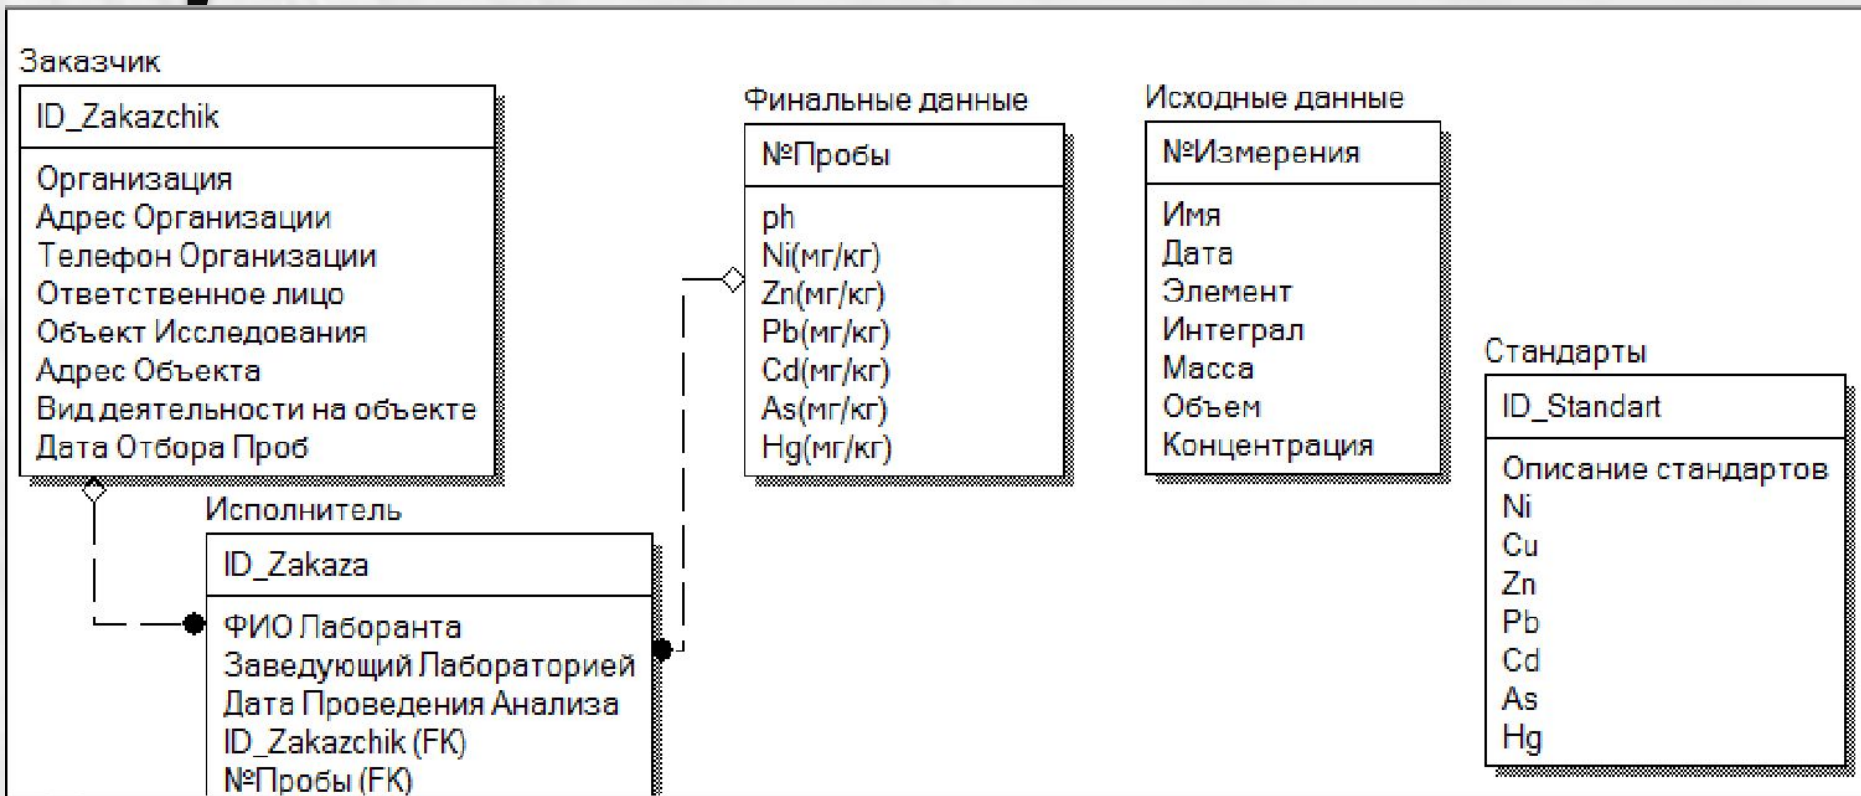 Заказчик
ID_Zakazchik
Организация
Адрес Организации
Телефон Организации
Ответственное лицо
Объект Исследования
Адрес Объекта
Вид деятельности на объекте
Дата Отбора Проб
Исполнитель
ID_Zakaza
ФИО Лаборанта
Заведующий Лабораторией
Дата Проведения Анализа
ID_Zakazchik (FK)
№Пробы (FK)
Финальные данные
№Пробы
ph
Ni(мг/кг)
Zn(мг/кг)
Pb(мг/кг)
Cd(мг/кг)
As(мг/кг)
Hg(мг/кг)
Исходные данные
№Измерения
Имя
Дата
Элемент
Интеграл
Масса
Объем
Концентрация
Стандарты
ID_Standart
Описание стандартов
Ni
Cu
Zn
Pb
Cd
As
Hg